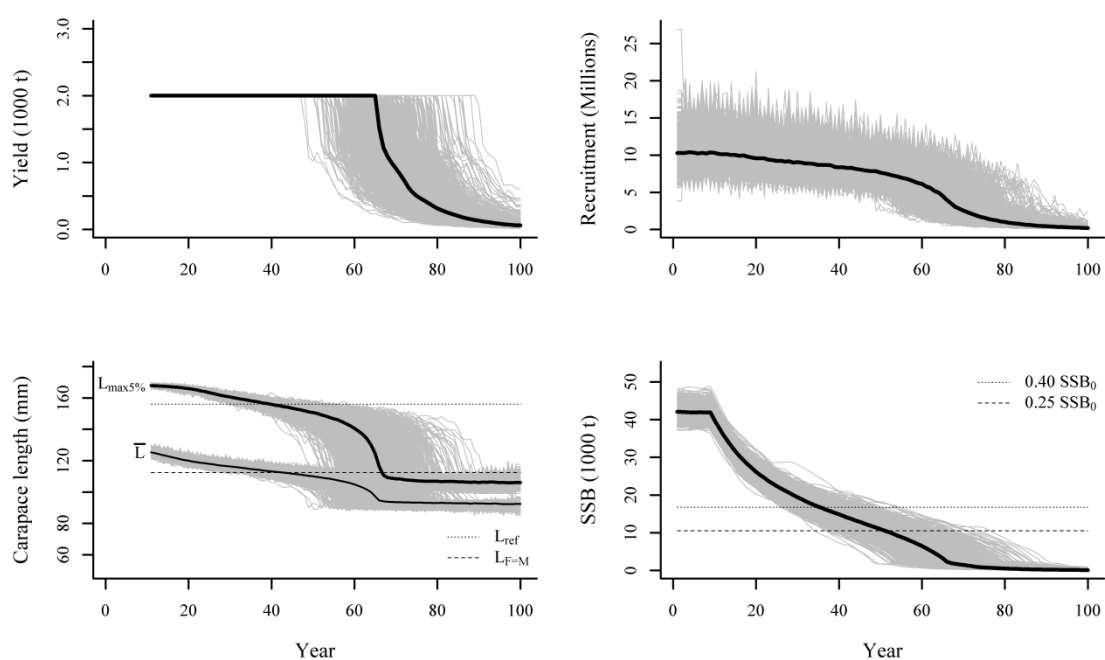 Yield (1000 t)
3.0
2.0
1.0
0.0
0 20 40 60 80 100
Recruitment (Millions)
25
20
15
10
5
0
0 20 40 60 80 100
Carapace length (mm)
160
120
80
60
Lmax5%
L̅
Lref
LF=M
0 20 40 60 80 100
Year
SSB (1000 t)
50
40
30
20
10
0
0.40 SSB0
0.25 SSB0
0 20 40 60 80 100
Year